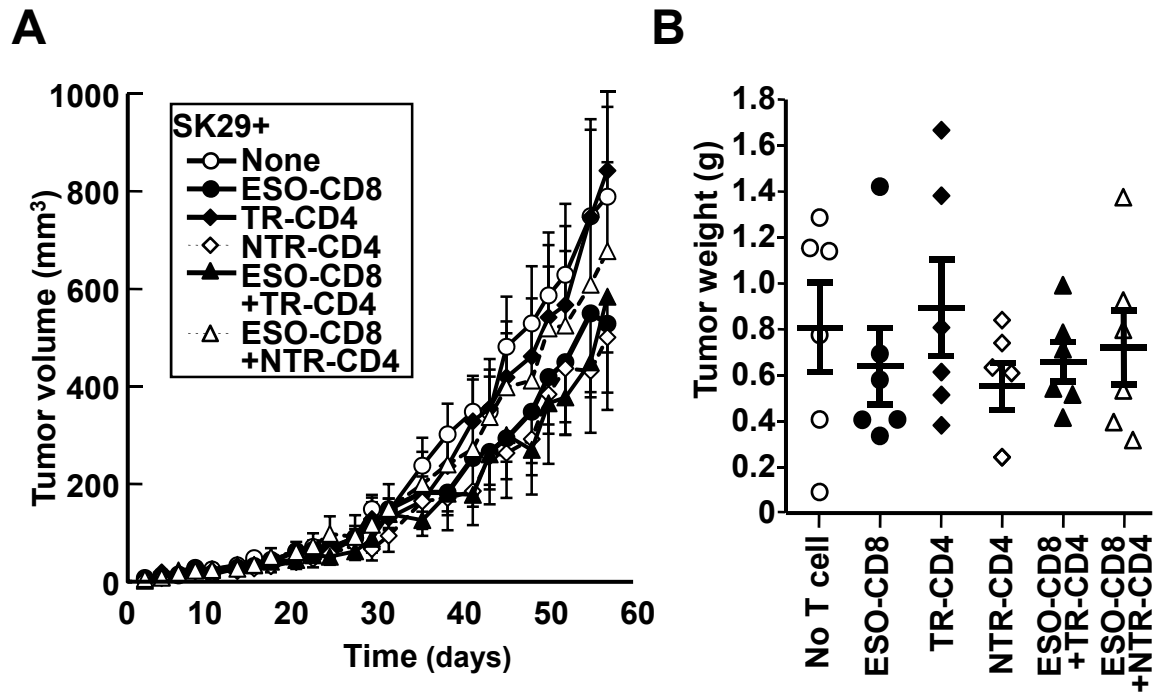 A
Tumor volume (mm3)
1000
800
600
400
200
0
0 10 20 30 40 50 60
Time (days)
SK29+
None
ESO-CD8
TR-CD4
NTR-CD4
ESO-CD8
+TR-CD4
ESO-CD8
+NTR-CD4
B
Tumor weight (g)
1.8
1.6
1.4
1.2
1.0
0.8
0.6
0.4
0.2
0
No T cell
ESO-CD8
TR-CD4
NTR-CD4
ESO-CD8
+TR-CD4
ESO-CD8
+NTR-CD4